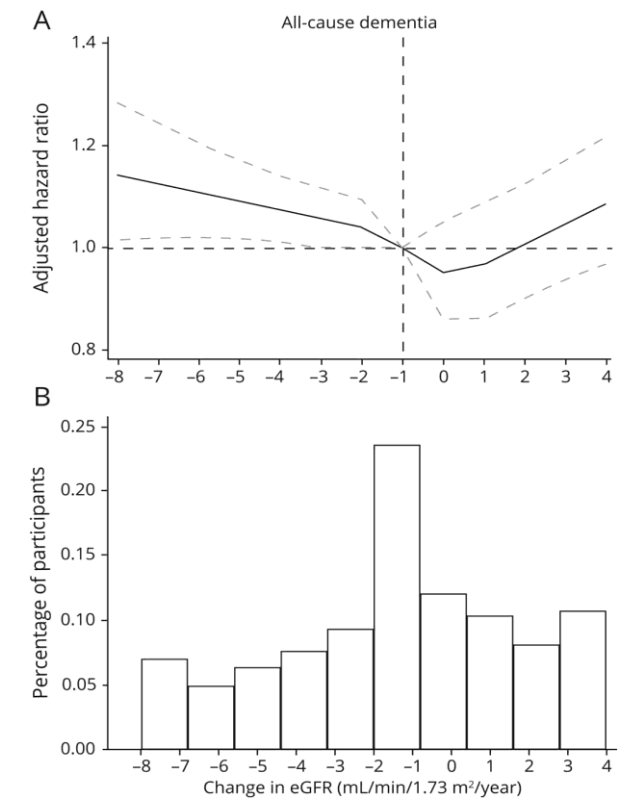 A
All-cause dementia
Adjusted hazard ratio
1.4
1.2
1.0
0.8
–8 –7 –6 –5 –4 –3 –2 –1 0 1 2 3 4
B
Percentage of participants
0.25
0.20
0.15
0.10
0.05
0.00
–8 –7 –6 –5 –4 –3 –2 –1 0 1 2 3 4
Change in eGFR (mL/min/1.73 m²/year)